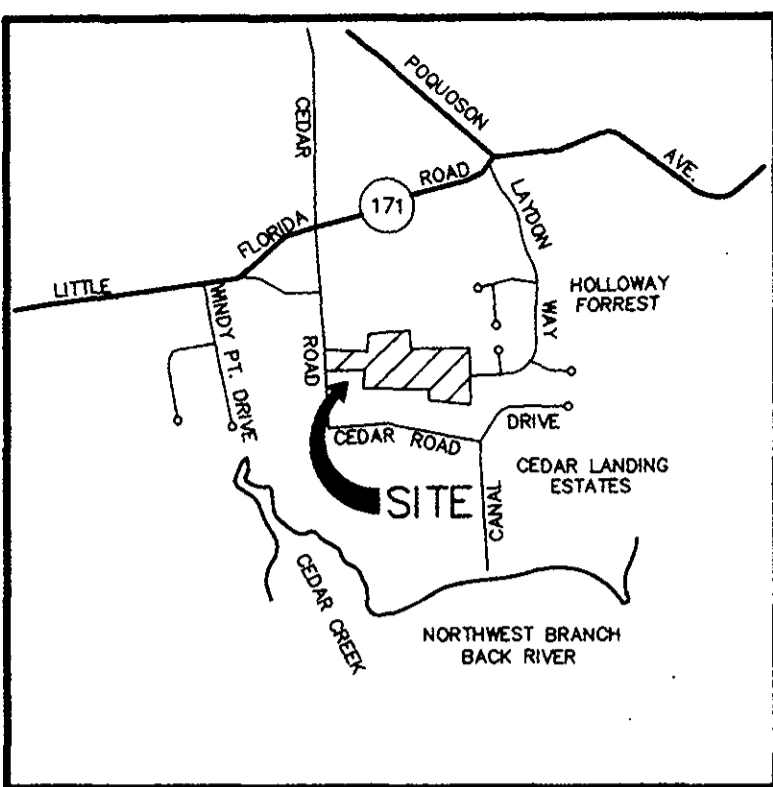 POQUOSON
AVE.
CEDAR
ROAD
171
FLORIDA
LITTLE
LAYDON
WAY
HOLLOWAY
FORREST
WINDY PT. DRIVE
ROAD
CEDAR ROAD
DRIVE
CANAL
CEDAR LANDING
ESTATES
SITE
CEDAR CREEK
NORTHWEST BRANCH
BACK RIVER